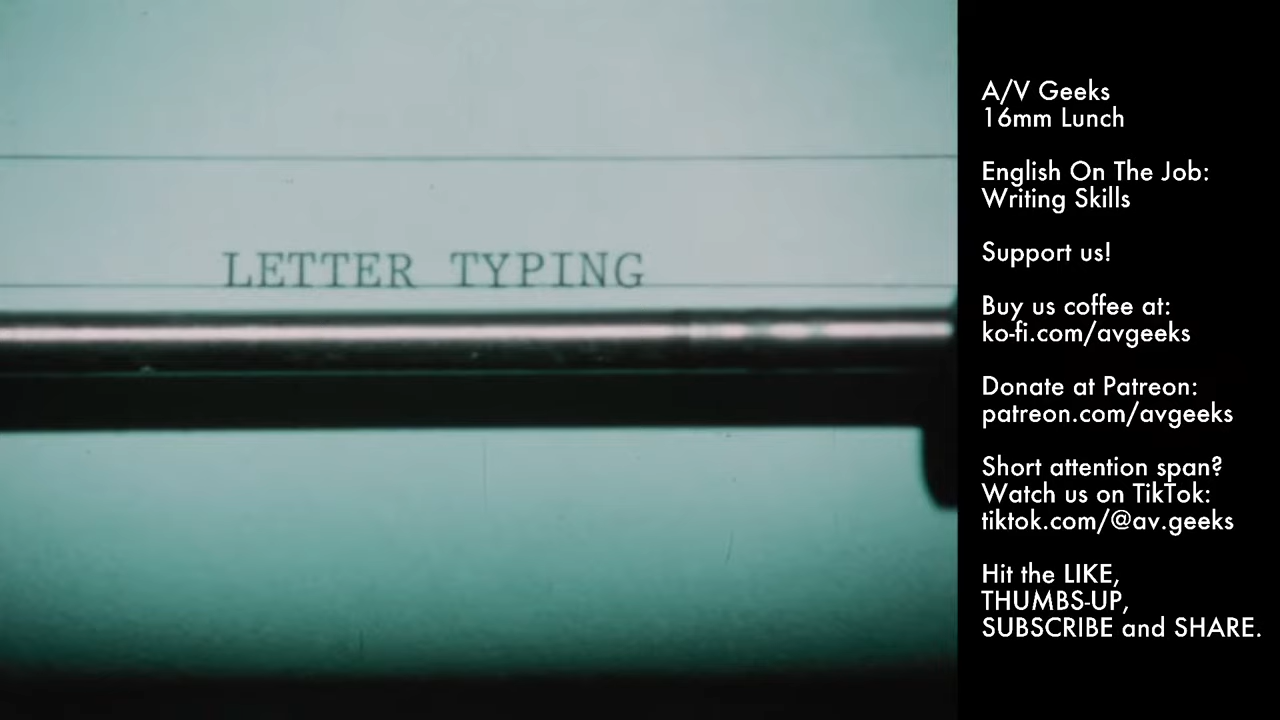 LETTER TYPING
A/V Geeks
16mm Lunch
English On The Job:
Writing Skills
Support us!
Buy us coffee at:
ko-fi.com/avgeeks
Donate at Patreon:
patreon.com/avgeeks
Short attention span?
Watch us on TikTok:
tiktok.com/@av.geeks
Hit the LIKE,
THUMBS-UP,
SUBSCRIBE and SHARE.